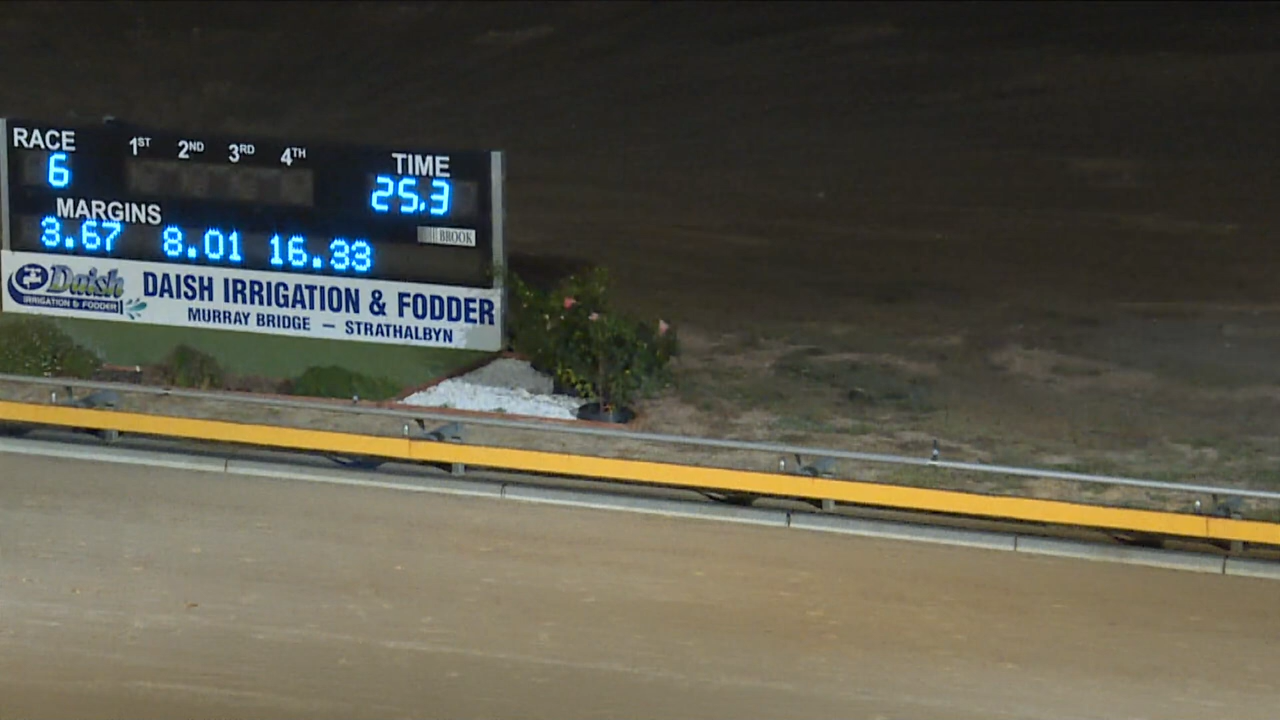 RACE 1ST 2ND 3RD 4TH TIME
6 25.3
MARGINS
3.67 8.01 16.33
BROOK
Daish
IRRIGATION & FODDER
DAISH IRRIGATION & FODDER
MURRAY BRIDGE — STRATHALBYN